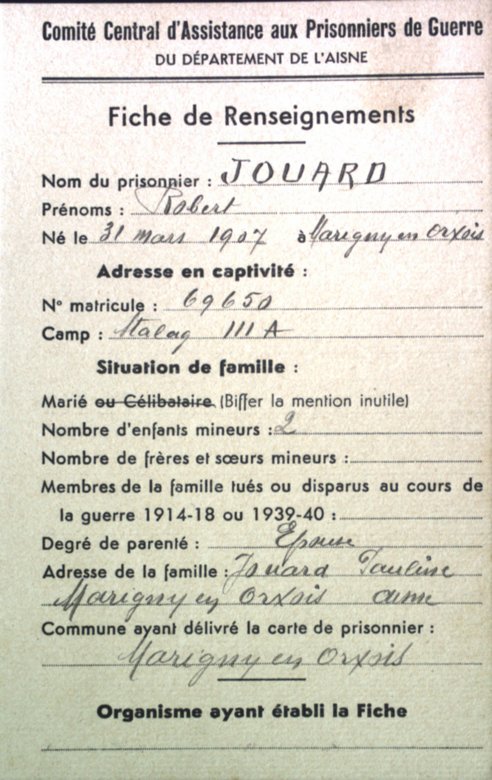 Comité Central d'Assistance aux Prisonniers de Guerre
DU DÉPARTEMENT DE L'AISNE
Fiche de Renseignements
Nom du prisonnier : JOUARD
Prénoms : Robert
Né le 31 mars 1907 à Marigny en Orxois
Adresse en captivité :
N° matricule : 69650
Camp : Stalag III A
Situation de famille :
Marié ou Célibataire (Biffer la mention inutile)
Nombre d'enfants mineurs : 2
Nombre de frères et sœurs mineurs :
Membres de la famille tués ou disparus au cours de
la guerre 1914-18 ou 1939-40 :
Degré de parenté : Epouse
Adresse de la famille : Jouard Pauline
Marigny en Orxois Aisne
Commune ayant délivré la carte de prisonnier :
Marigny en Orxois
Organisme ayant établi la Fiche